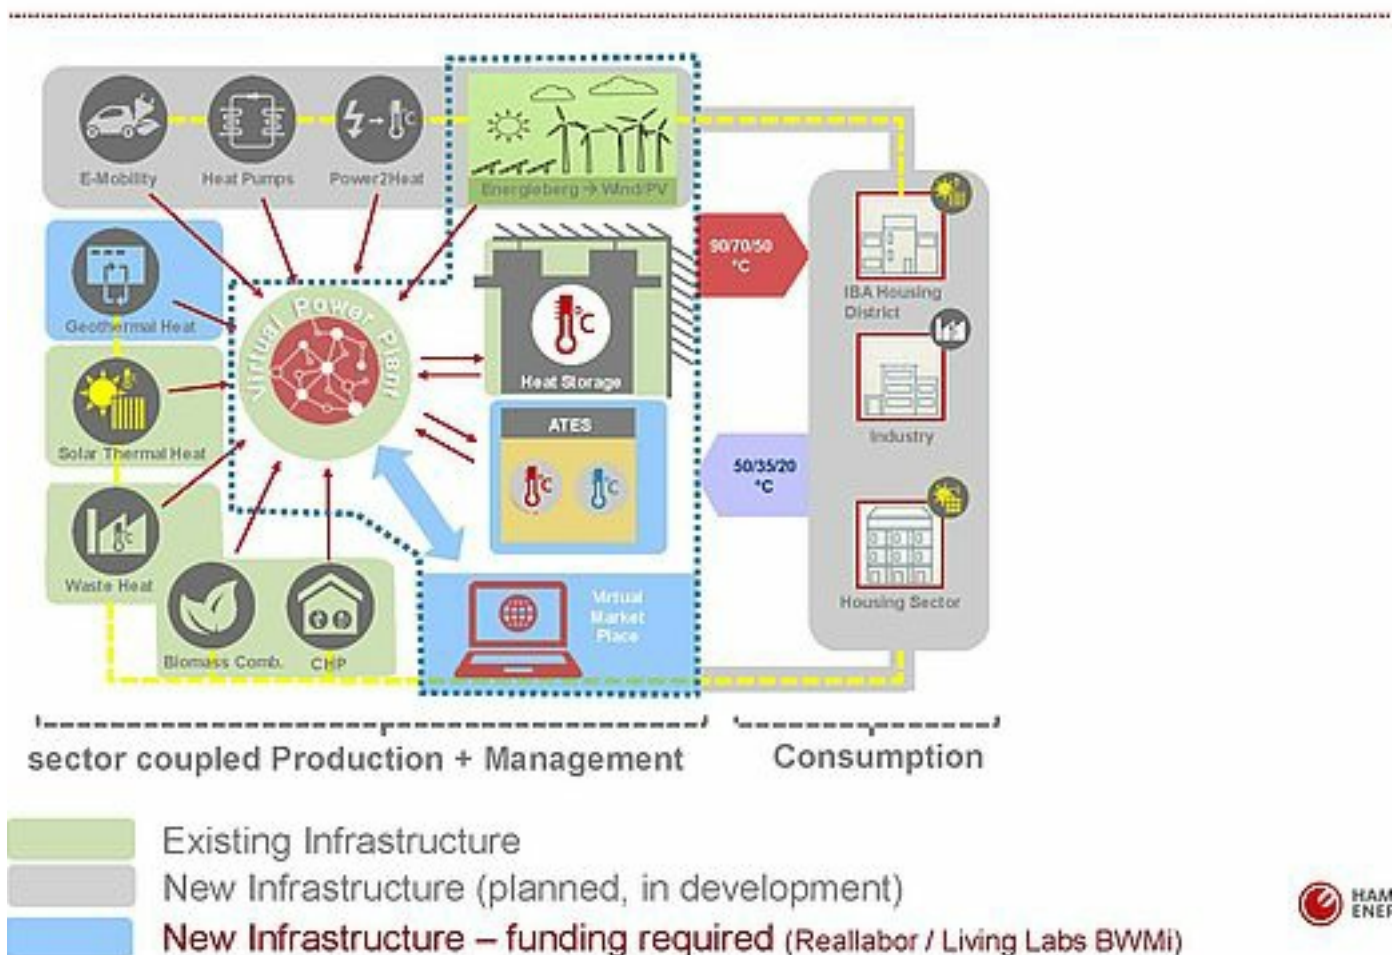 E-Mobility
Heat Pumps
Power2Heat
°C
Energieberg → Wind/PV
Geothermal Heat
Solar Thermal Heat
Waste Heat
°C
Biomass Comb.
CHP
Virtual Power Plant
°C
Heat Storage
ATES
°C
°C
Virtual
Market
Place
90/70/50
°C
50/35/20
°C
IBA Housing
District
Industry
Housing Sector
sector coupled Production + Management
Consumption
Existing Infrastructure
New Infrastructure (planned, in development)
New Infrastructure – funding required (Reallabor / Living Labs BWMi)
HAM
ENER